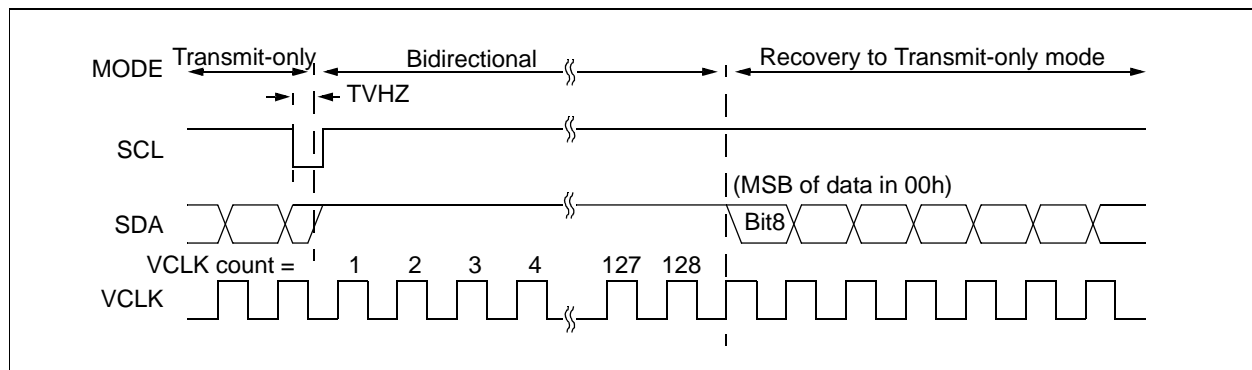 MODE Transmit-only Bidirectional Recovery to Transmit-only mode
TVHZ
SCL
(MSB of data in 00h)
SDA Bit8
VCLK count = 1 2 3 4 127 128
VCLK